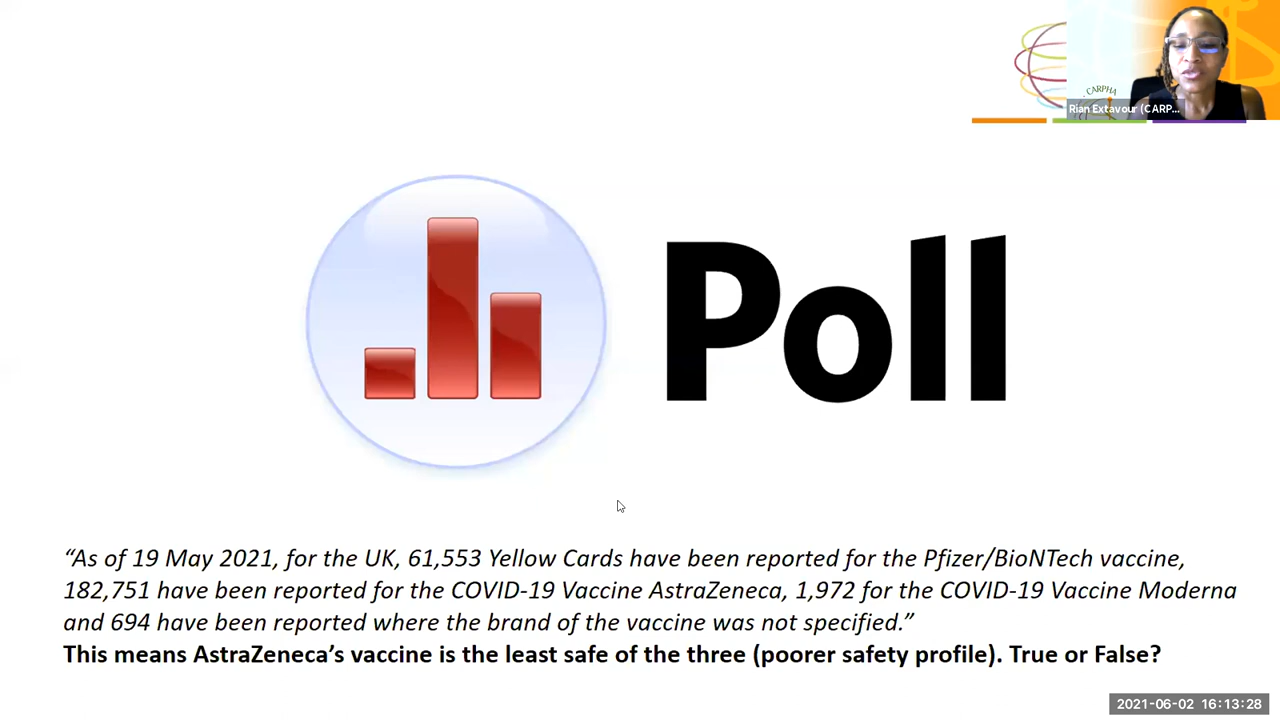 CARPHA
Rian Extavour (CARP...
Poll
“As of 19 May 2021, for the UK, 61,553 Yellow Cards have been reported for the Pfizer/BioNTech vaccine,
182,751 have been reported for the COVID-19 Vaccine AstraZeneca, 1,972 for the COVID-19 Vaccine Moderna
and 694 have been reported where the brand of the vaccine was not specified.”
This means AstraZeneca’s vaccine is the least safe of the three (poorer safety profile). True or False?
2021-06-02 16:13:28